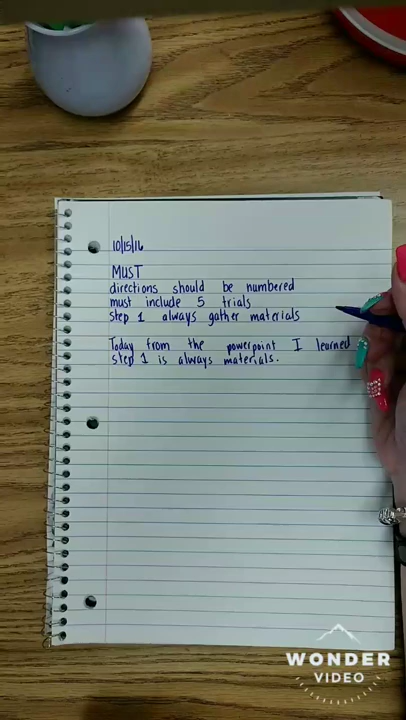 10/15/16
MUST
directions should be numbered
must include 5 trials
step 1 always gather materials
Today from the powerpoint I learned
step 1 is always materials.
WONDER
VIDEO